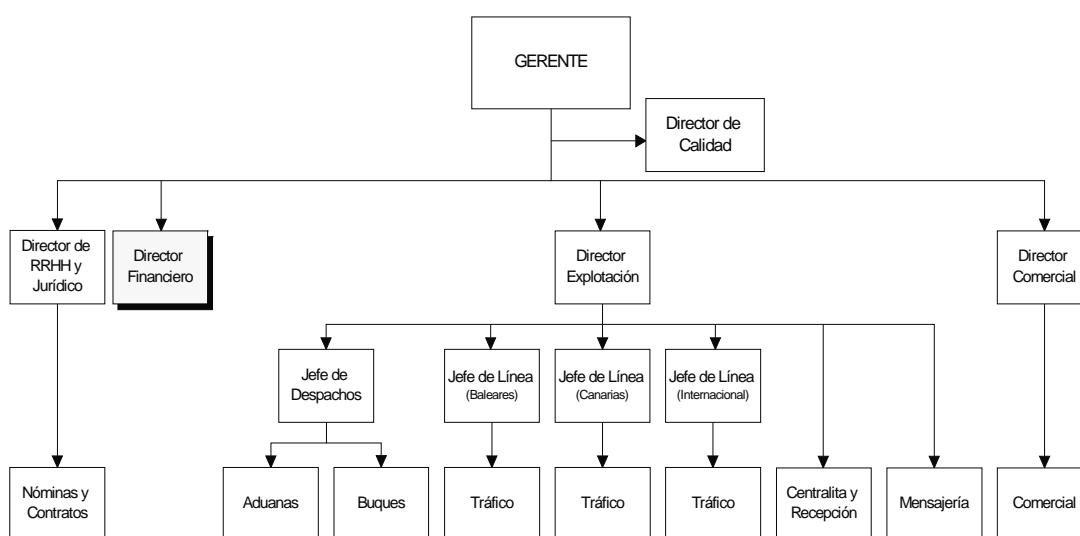 GERENTE
Director de
Calidad
Director de
RRHH y
Jurídico
Director
Financiero
Director
Explotación
Director
Comercial
Jefe de
Despachos
Jefe de Línea
(Baleares)
Jefe de Línea
(Canarias)
Jefe de Línea
(Internacional)
Nóminas y
Contratos
Aduanas
Buques
Tráfico
Tráfico
Tráfico
Centralita y
Recepción
Mensajería
Comercial